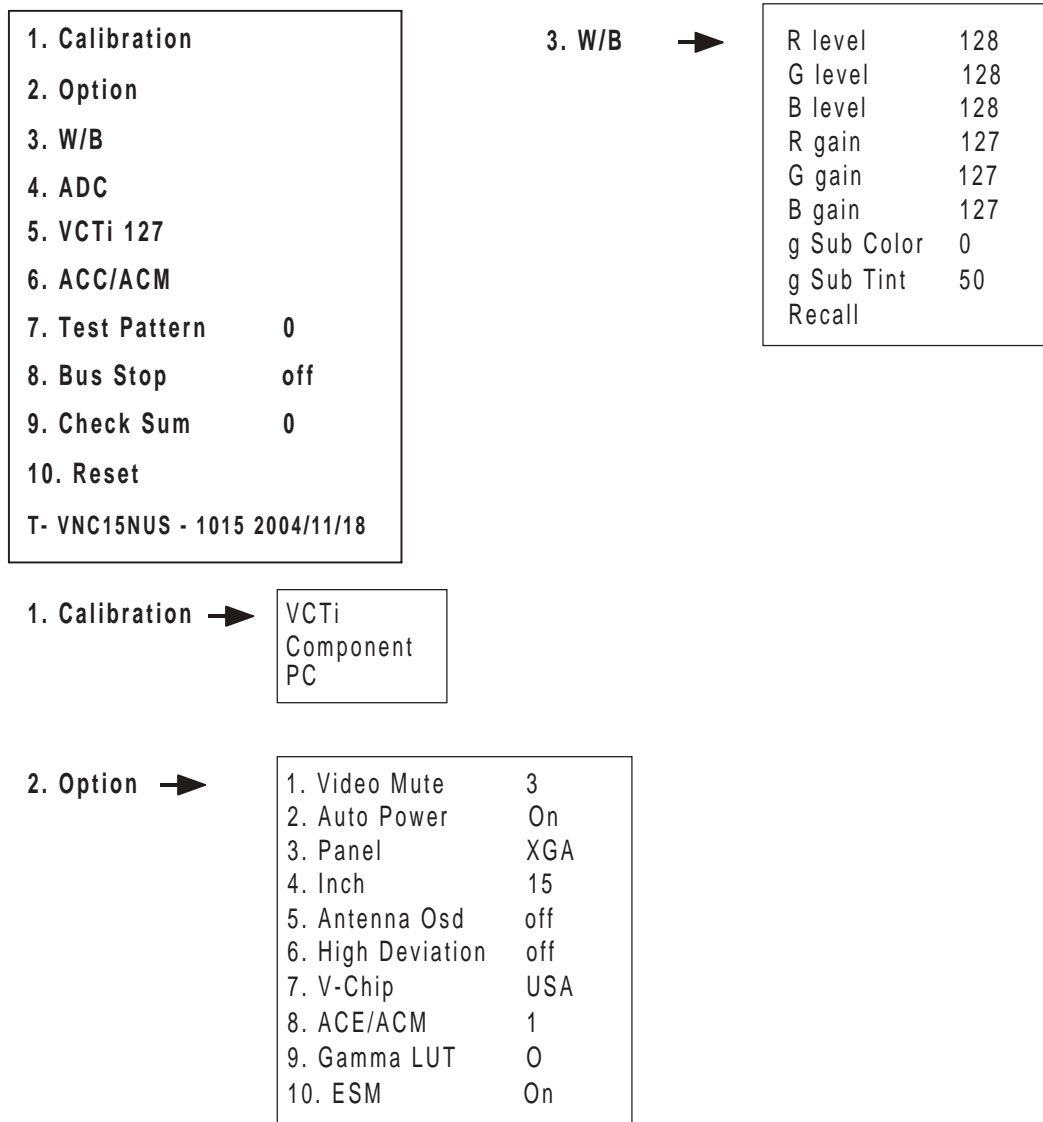 1. Calibration
2. Option
3. W/B
4. ADC
5. VCTi 127
6. ACC/ACM
7. Test Pattern 0
8. Bus Stop off
9. Check Sum 0
10. Reset
T- VNC15NUS - 1015 2004/11/18
3. W/B
R level 128
G level 128
B level 128
R gain 127
G gain 127
B gain 127
g Sub Color 0
g Sub Tint 50
Recall
1. Calibration
VCTi
Component
PC
2. Option
1. Video Mute 3
2. Auto Power On
3. Panel XGA
4. Inch 15
5. Antenna Osd off
6. High Deviation off
7. V-Chip USA
8. ACE/ACM 1
9. Gamma LUT O
10. ESM On